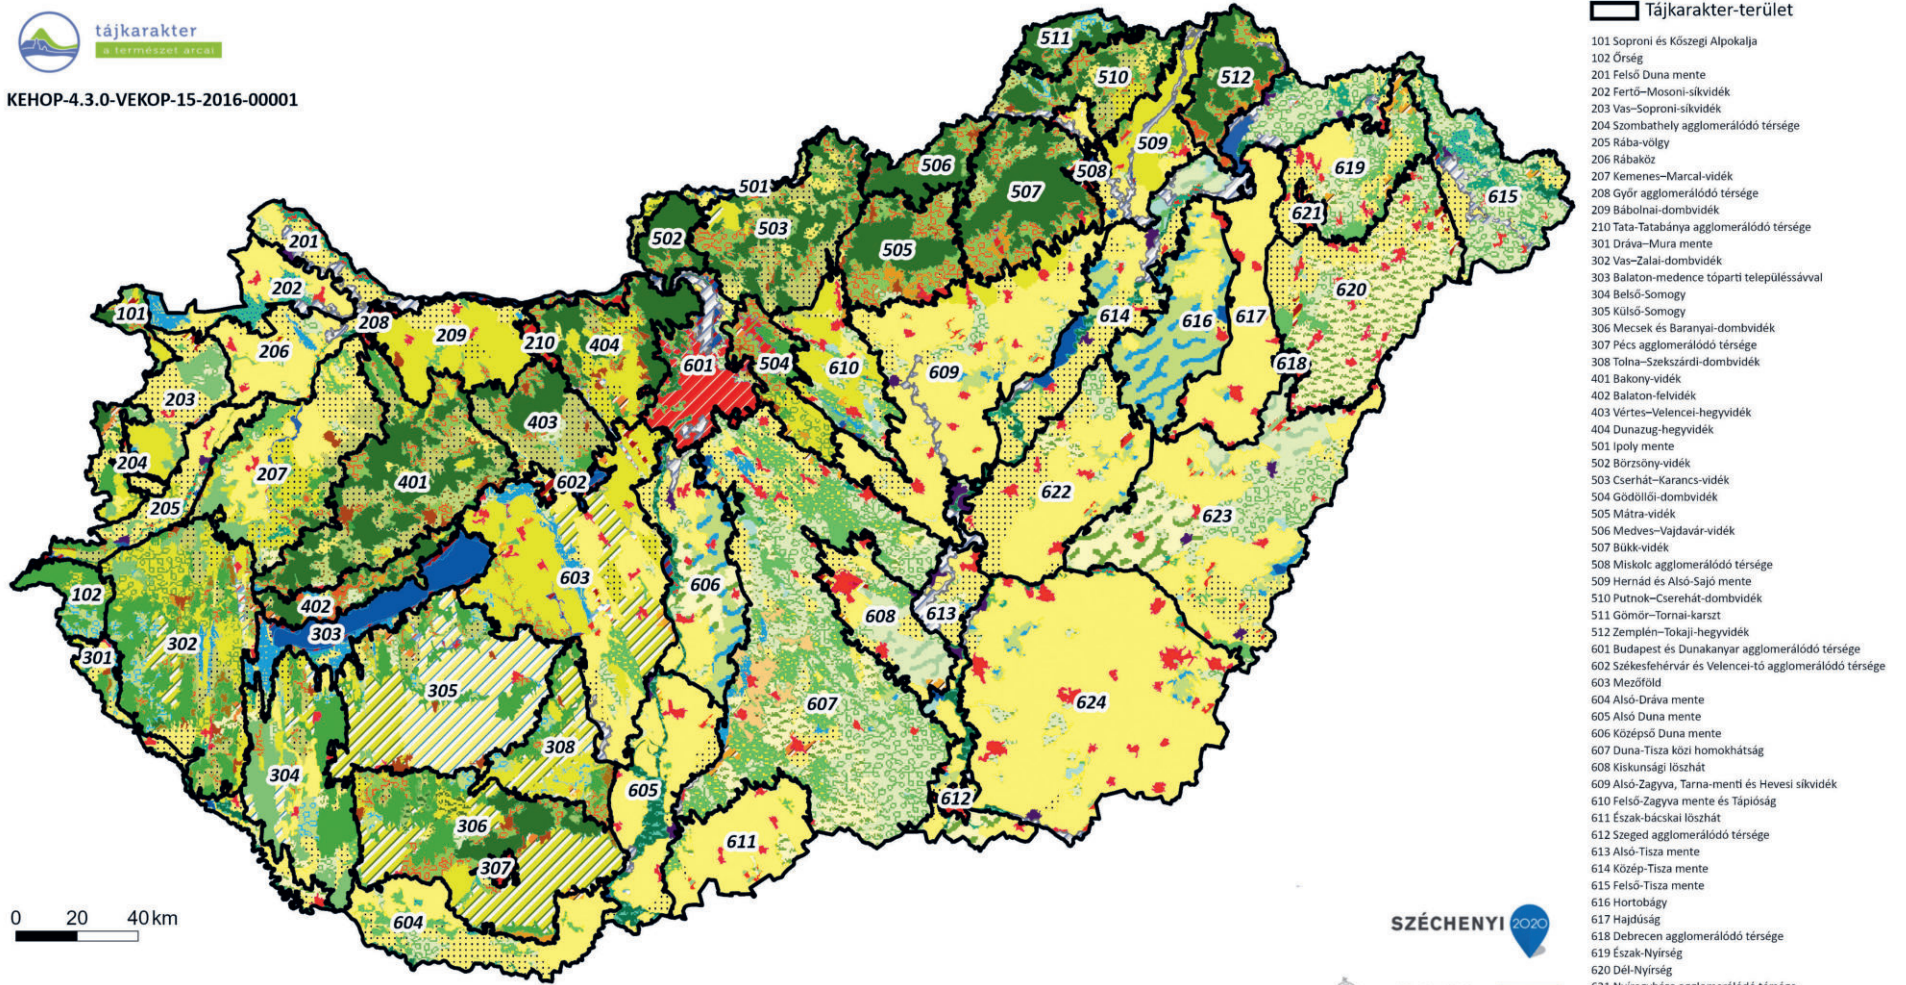 tájkarakter
a természet arcai
KEHOP-4.3.0-VEKOP-15-2016-00001
511
510
512
509
506
508
619
501
507
615
503
621
502
505
201
620
202
101
614
616
617
208
209
210
404
206
601
504
610
609
618
203
403
204
207
401
602
622
205
623
603
102
606
402
608
613
303
302
301
305
607
624
308
304
605
612
306
611
307
604
0 20 40 km
SZÉCHENYI 2020
Tájkarakter-terület
101 Soproni és Kőszegi Alpokalja
102 Őrség
201 Felső Duna mente
202 Fertő–Mosoni-síkvidék
203 Vas–Soproni-síkvidék
204 Szombathely agglomerálódó térsége
205 Rába-völgy
206 Rábaköz
207 Kemenes–Marcal-vidék
208 Győr agglomerálódó térsége
209 Bábolnai-dombvidék
210 Tata-Tatabánya agglomerálódó térsége
301 Dráva–Mura mente
302 Vas–Zalai-dombvidék
303 Balaton-medence tóparti településsávval
304 Belső-Somogy
305 Külső-Somogy
306 Mecsek és Baranyai-dombvidék
307 Pécs agglomerálódó térsége
308 Tolna–Szekszárdi-dombvidék
401 Bakony-vidék
402 Balaton-felvidék
403 Vértes–Velencei-hegyvidék
404 Dunazug-hegyvidék
501 Ipoly mente
502 Börzsöny-vidék
503 Cserhát–Karancs-vidék
504 Gödöllői-dombvidék
505 Mátra-vidék
506 Medves–Vajdavár-vidék
507 Bükk-vidék
508 Miskolc agglomerálódó térsége
509 Hernád és Alsó-Sajó mente
510 Putnok–Cserehát-dombvidék
511 Gömör–Tornai-karszt
512 Zemplén–Tokaji-hegyvidék
601 Budapest és Dunakanyar agglomerálódó térsége
602 Székesfehérvár és Velencei-tó agglomerálódó térsége
603 Mezőföld
604 Alsó-Dráva mente
605 Alsó Duna mente
606 Középső Duna mente
607 Duna-Tisza közi homokhátság
608 Kiskunsági löszhát
609 Alsó-Zagyva, Tarna-menti és Hevesi síkvidék
610 Felső-Zagyva mente és Tápióság
611 Észak-bácskai löszhát
612 Szeged agglomerálódó térsége
613 Alsó-Tisza mente
614 Közép-Tisza mente
615 Felső-Tisza mente
616 Hortobágy
617 Hajdúság
618 Debrecen agglomerálódó térsége
619 Észak-Nyírség
620 Dél-Nyírség